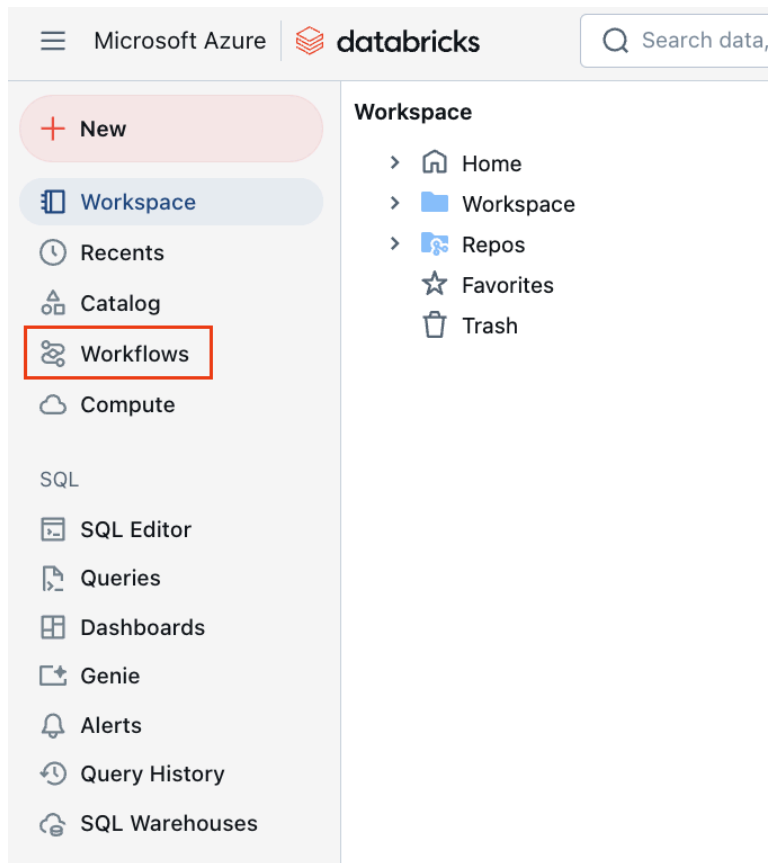 Microsoft Azure databricks Search data,
New
Workspace
Recents
Catalog
Workflows
Compute
SQL
SQL Editor
Queries
Dashboards
Genie
Alerts
Query History
SQL Warehouses
Workspace
Home
Workspace
Repos
Favorites
Trash